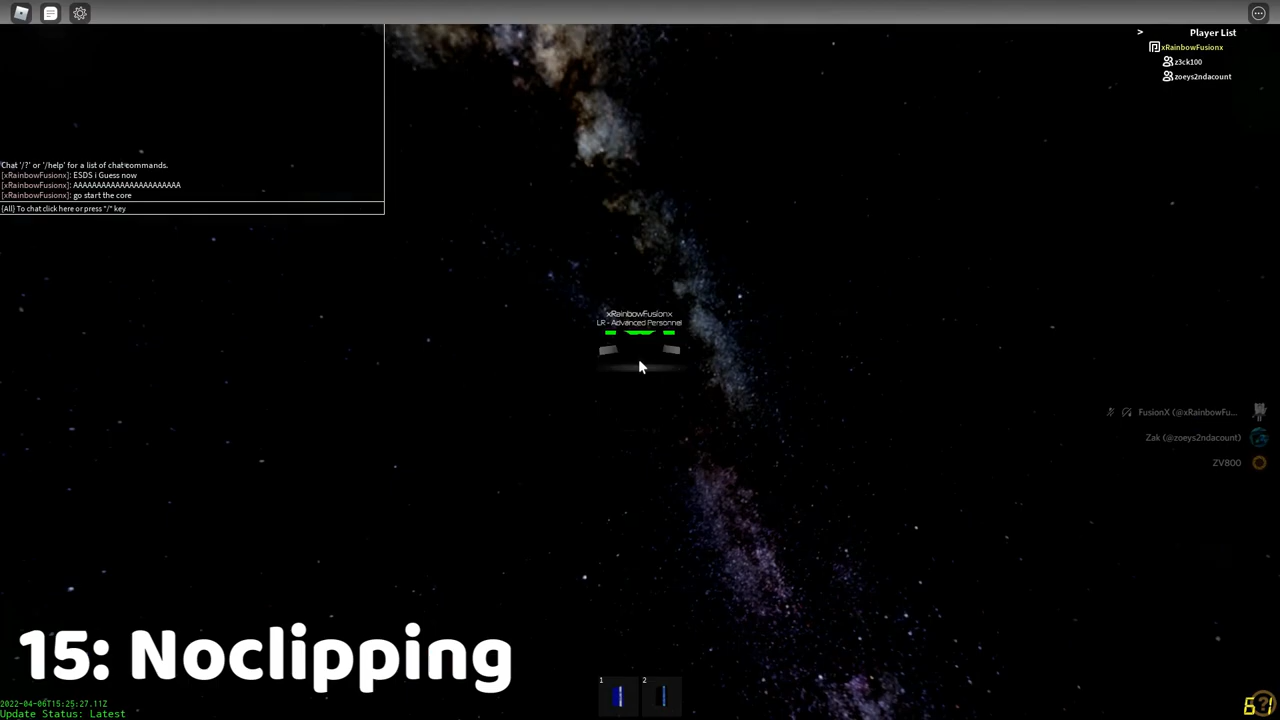 > Player List
xRainbowFusionx
z3ck100
zoeys2ndacount
Chat '/?' or '/help' for a list of chat commands.
[xRainbowFusionx]: ESDS i Guess now
[xRainbowFusionx]: AAAAAAAAAAAAAAAAAAAAAAA
[xRainbowFusionx]: go start the core
(All) To chat click here or press "/" key
xRainbowFusionx
LR - Advanced Personnel
FusionX (@xRainbowFu...
Zak (@zoeys2ndacount)
ZV800
15: Noclipping
1 2
2022-04-06T15:25:27.11Z
Update Status: Latest